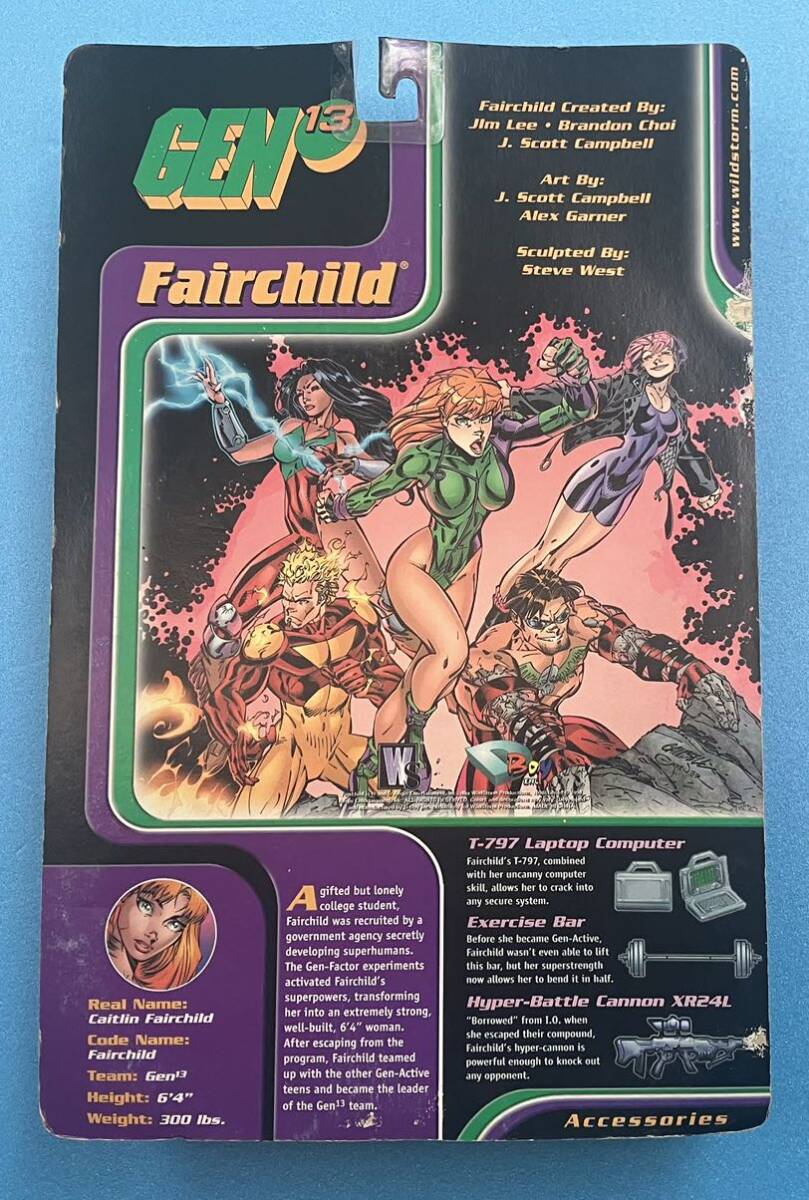 GEN13
Fairchild®
Fairchild Created By:
JIm Lee • Brandon Choi
J. Scott Campbell
Art By:
J. Scott Campbell
Alex Garner
Sculpted By:
Steve West
www.wildstorm.com
WS
T-797 Laptop Computer
Fairchild's T-797, combined
with her uncanny computer
skill, allows her to crack into
any secure system.
Exercise Bar
Before she became Gen-Active,
Fairchild wasn't even able to lift
this bar, but her superstrength
now allows her to bend it in half.
Hyper-Battle Cannon XR24L
"Borrowed" from I.O. when
she escaped their compound,
Fairchild's hyper-cannon is
powerful enough to knock out
any opponent.
Accessories
A gifted but lonely
college student,
Fairchild was recruited by a
government agency secretly
developing superhumans.
The Gen-Factor experiments
activated Fairchild's
superpowers, transforming
her into an extremely strong,
well-built, 6'4" woman.
After escaping from the
program, Fairchild teamed
up with the other Gen-Active
teens and became the leader
of the Gen13 team.
Real Name:
Caitlin Fairchild
Code Name:
Fairchild
Team: Gen13
Height: 6'4"
Weight: 300 lbs.